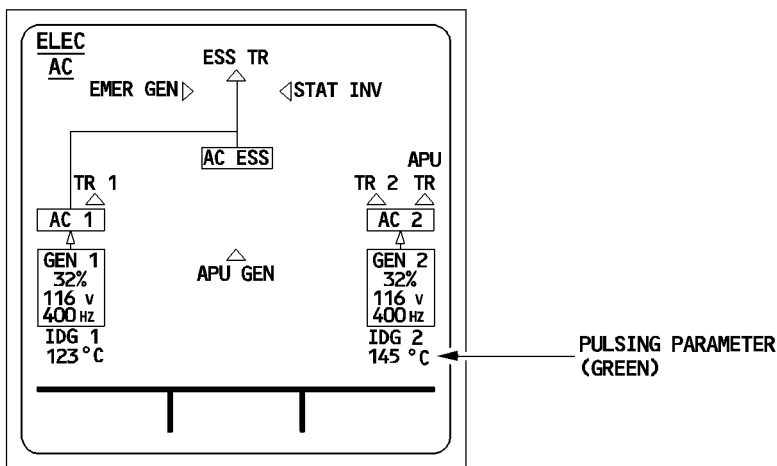 ELEC
AC
ESS TR
EMER GEN
STAT INV
AC ESS
APU
TR 1
TR 2 TR
AC 1
AC 2
GEN 1
32%
116 V
400 HZ
APU GEN
GEN 2
32%
116 V
400 HZ
IDG 1
123 °C
IDG 2
145 °C
PULSING PARAMETER
(GREEN)